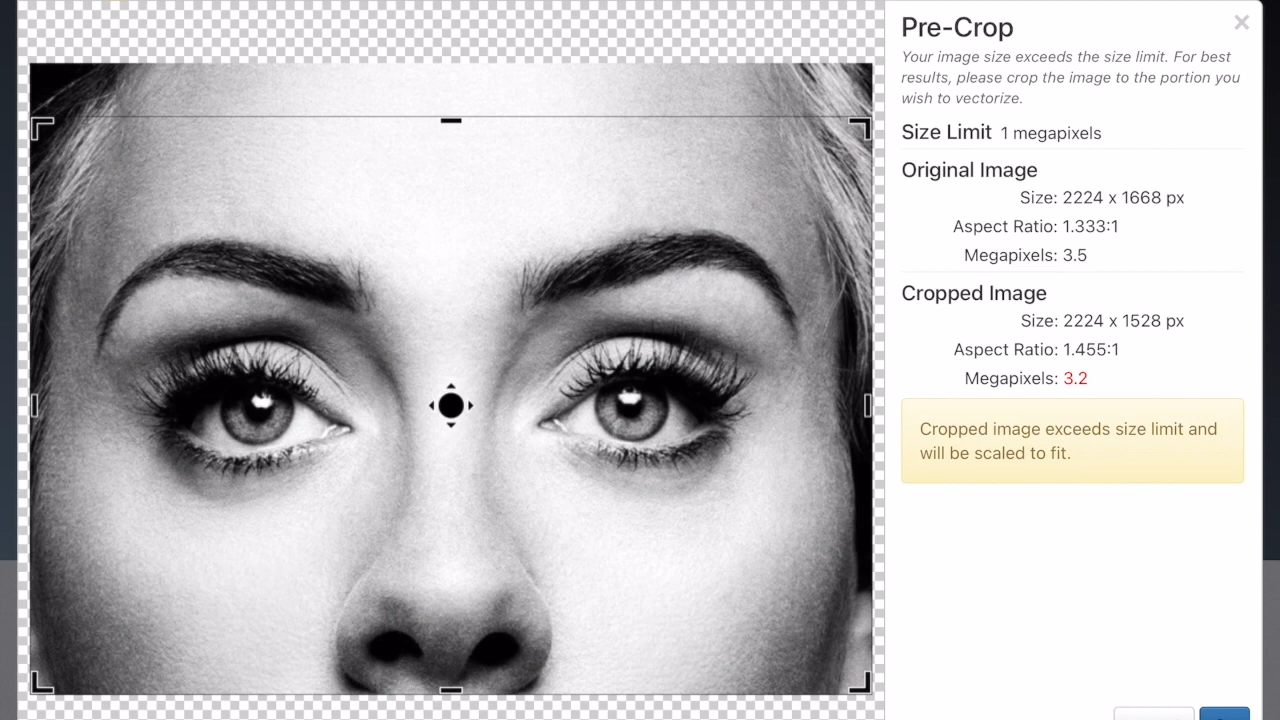 Pre-Crop
×
Your image size exceeds the size limit. For best
results, please crop the image to the portion you
wish to vectorize.
Size Limit 1 megapixels
Original Image
Size: 2224 x 1668 px
Aspect Ratio: 1.333:1
Megapixels: 3.5
Cropped Image
Size: 2224 x 1528 px
Aspect Ratio: 1.455:1
Megapixels: 3.2
Cropped image exceeds size limit and
will be scaled to fit.